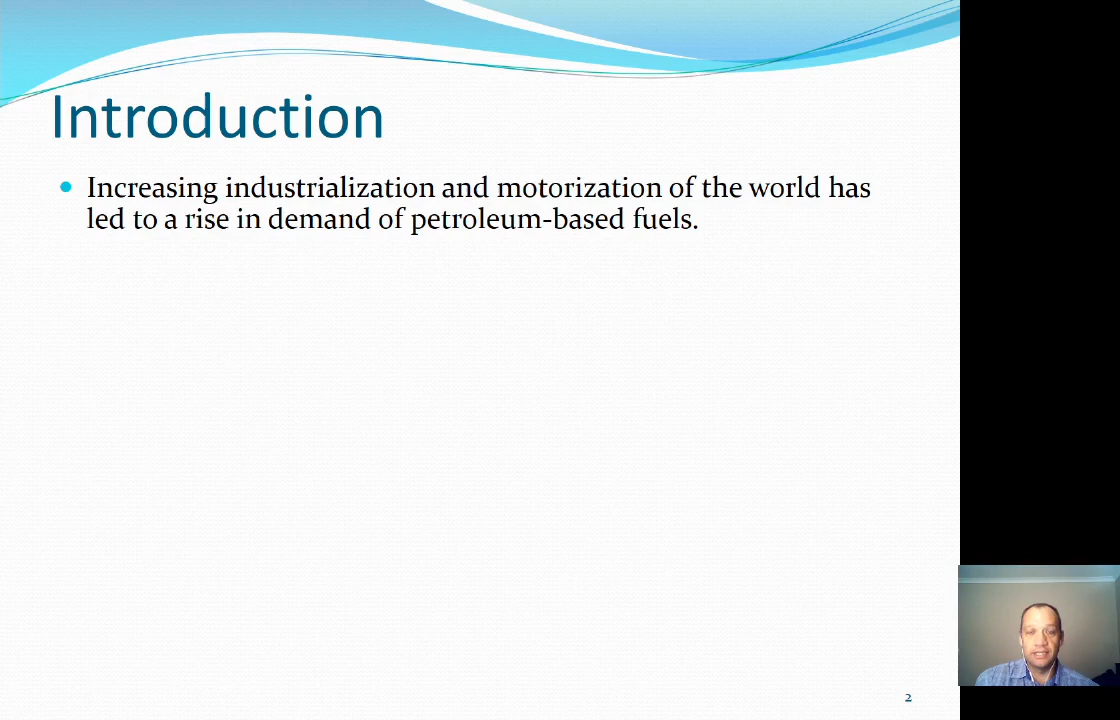 Introduction
Increasing industrialization and motorization of the world has
led to a rise in demand of petroleum-based fuels.
2